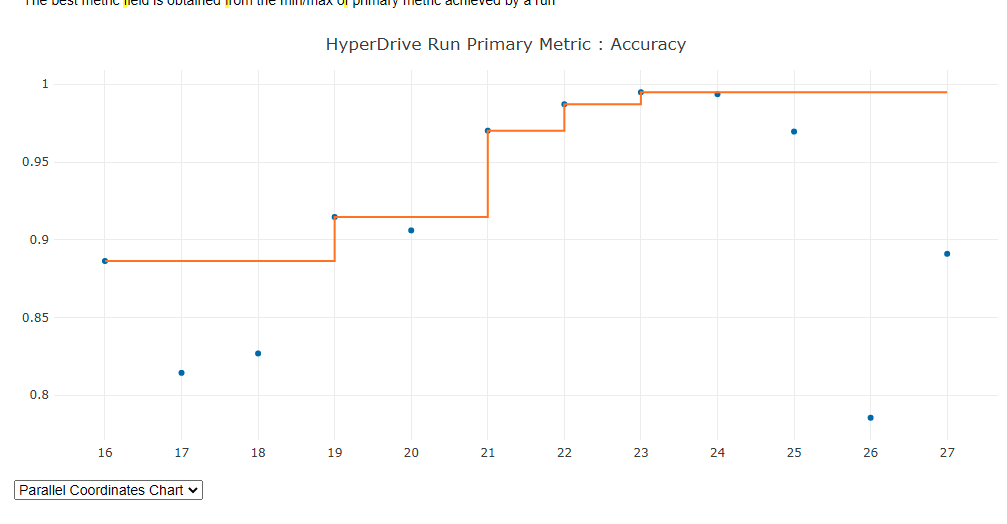 The best metric field is obtained from the min/max of primary metric achieved by a run
HyperDrive Run Primary Metric : Accuracy
1
0.95
0.9
0.85
0.8
16 17 18 19 20 21 22 23 24 25 26 27
Parallel Coordinates Chart